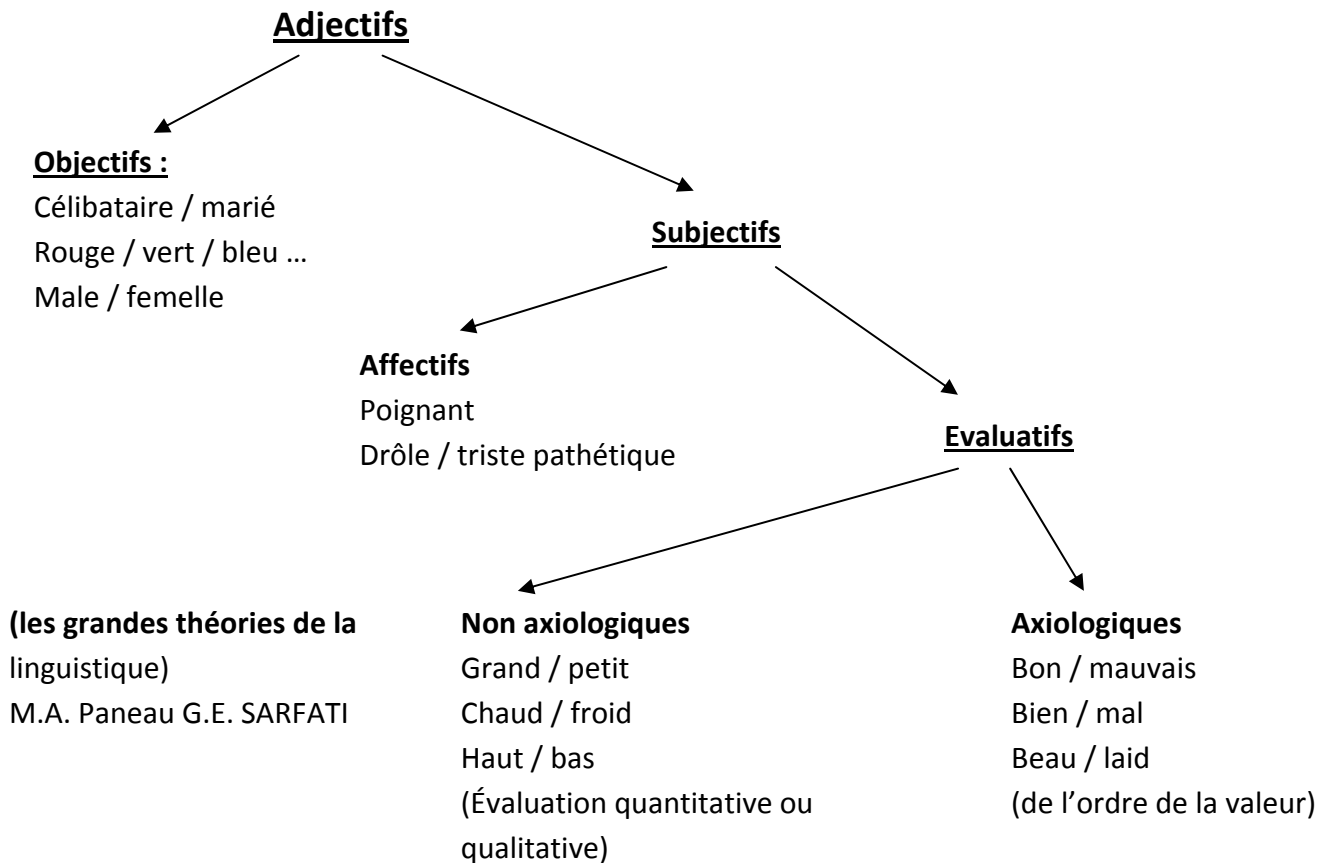 Adjectifs
Objectifs :
Célibataire / marié
Rouge / vert / bleu …
Male / femelle
Subjectifs
Affectifs
Poignant
Drôle / triste pathétique
Evaluatifs
(les grandes théories de la
linguistique)
M.A. Paneau G.E. SARFATI
Non axiologiques
Grand / petit
Chaud / froid
Haut / bas
(Évaluation quantitative ou
qualitative)
Axiologiques
Bon / mauvais
Bien / mal
Beau / laid
(de l’ordre de la valeur)